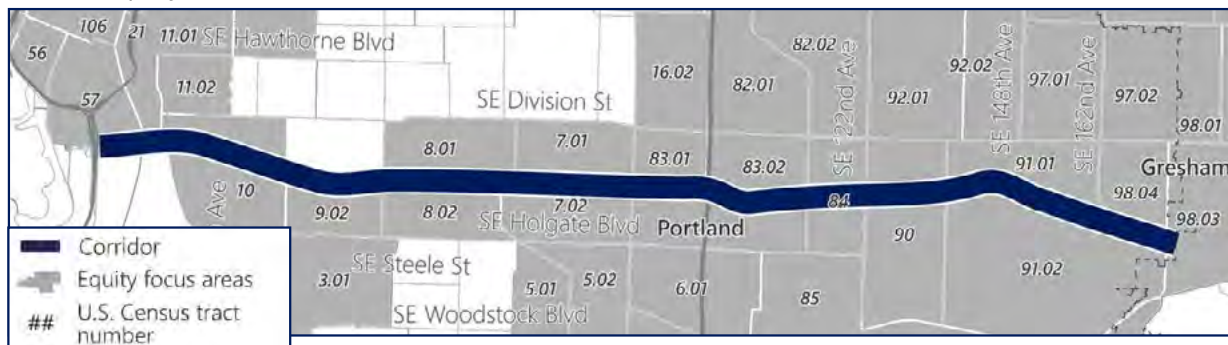 106
21
11.01
SE Hawthorne Blvd
56
82.02
SE 122nd Ave
92.02
SE 148th Ave
97.01
SE 162nd Ave
16.02
82.01
57
11.02
92.01
97.02
SE Division St
98.01
8.01
7.01
83.01
83.02
91.01
Gresham
10
Ave
84
98.04
9.02
8.02
7.02
SE Holgate Blvd
Portland
98.03
90
Corridor
Equity focus areas
##
U.S. Census tract
number
SE Steele St
3.01
5.01
5.02
6.01
85
91.02
SE Woodstock Blvd